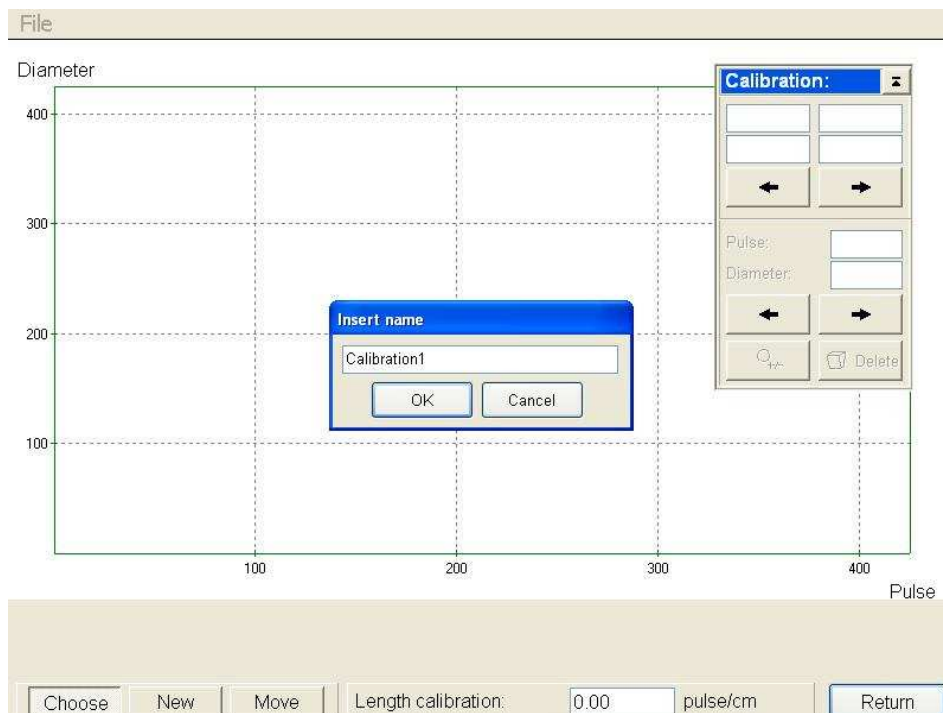 File
Diameter
Calibration:
400
300
Pulse:
Diameter:
Insert name
200
Calibration1
+/-
Delete
OK
Cancel
100
100
200
300
400
Pulse
Choose
New
Move
Length calibration:
0.00
pulse/cm
Return